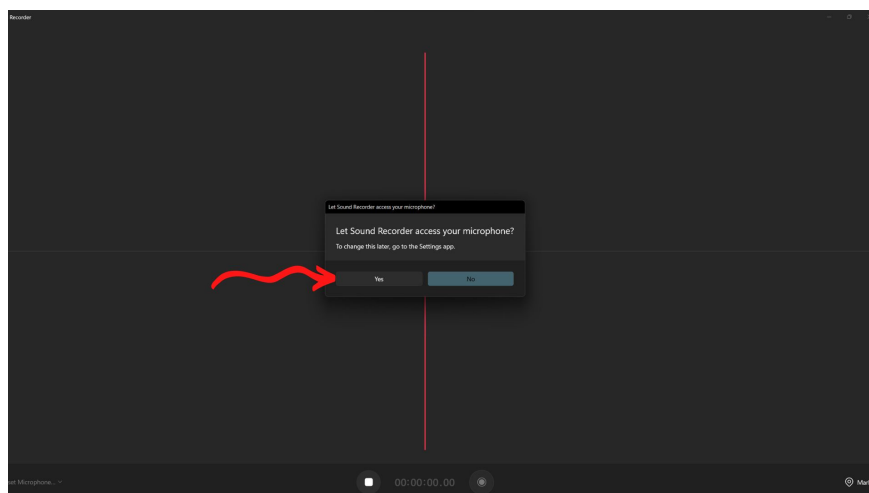 Recorder
Let Sound Recorder access your microphone?
Let Sound Recorder access your microphone?
To change this later, go to the Settings app.
Yes No
Microphone... 00:00:00.00